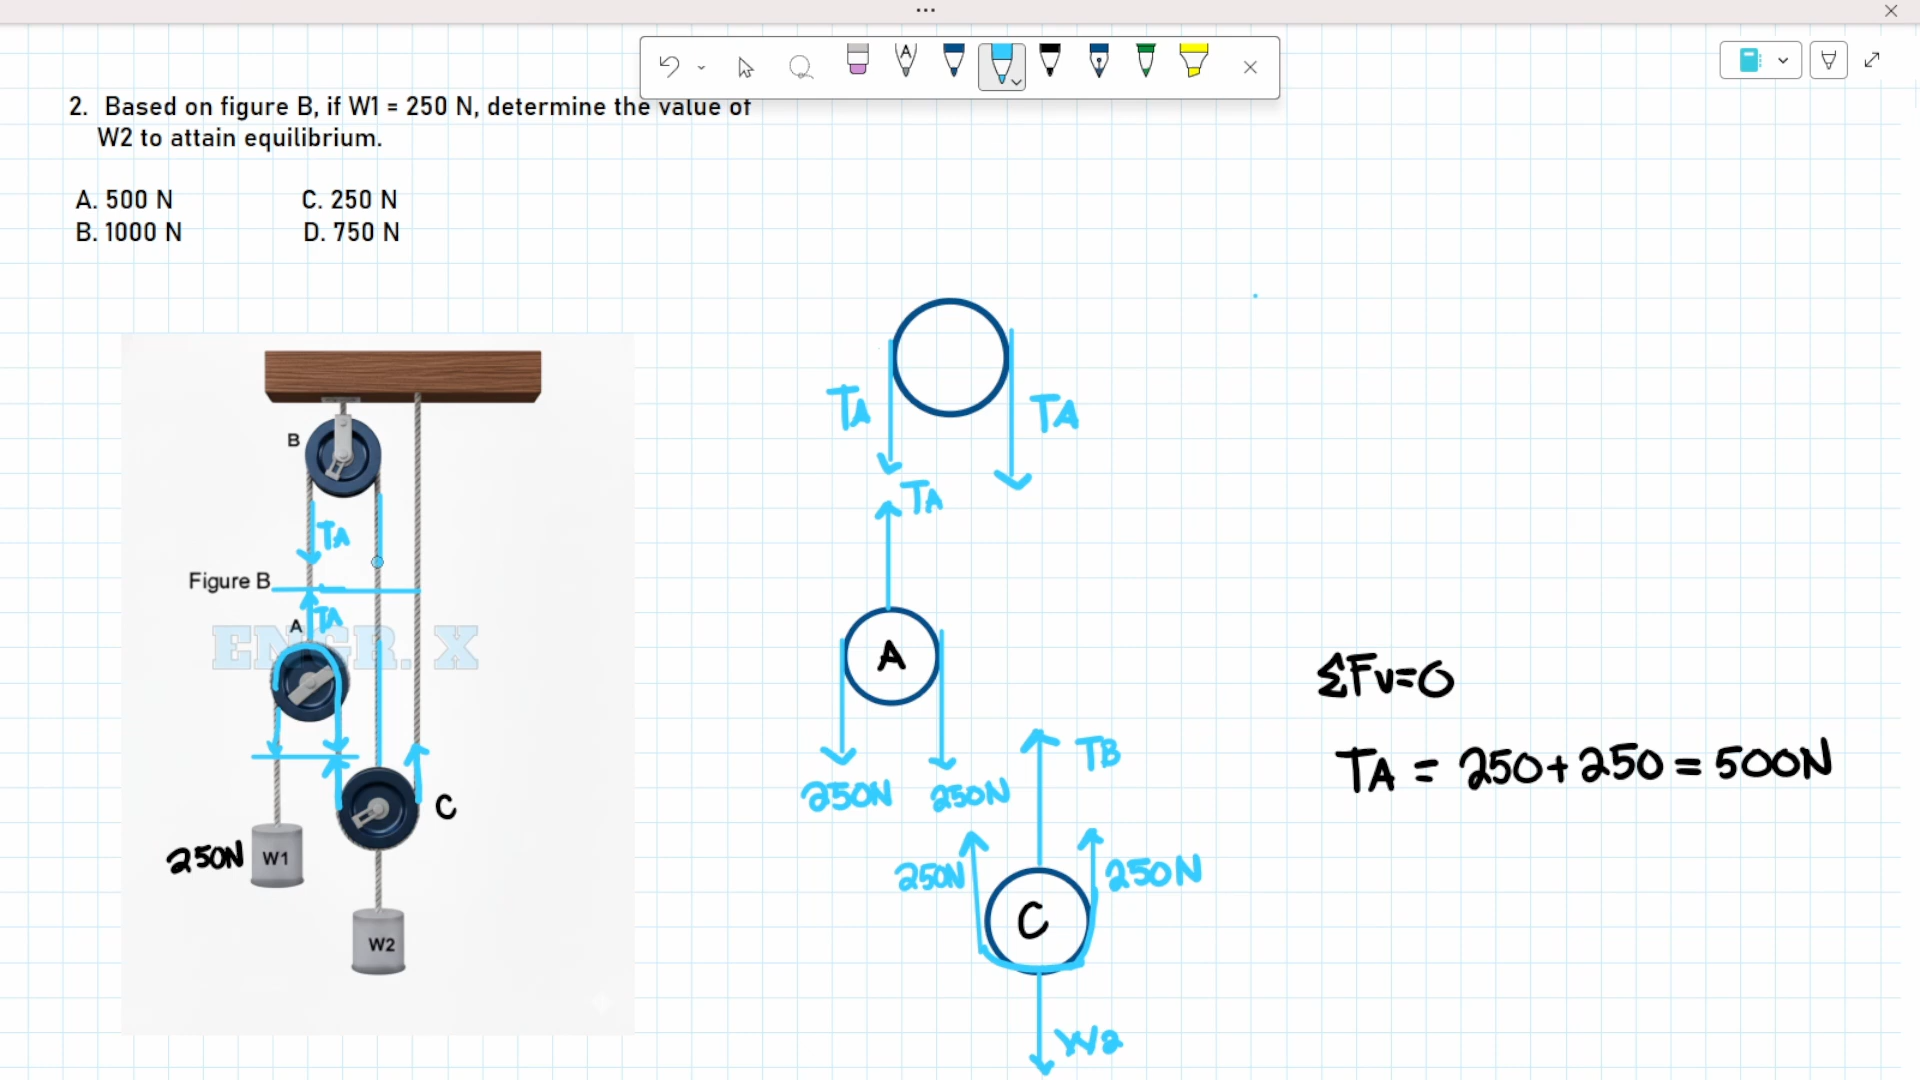 2. Based on figure B, if W1 = 250 N, determine the value of
W2 to attain equilibrium.
A. 500 N C. 250 N
B. 1000 N D. 750 N
B
TA
Figure B
TA
A
ENGR. X
C
250N W1
W2
TA TA
TA
A
250N 250N
TB
250N 250N
C
W2
ΣFv=0
TA = 250+250 = 500N
A